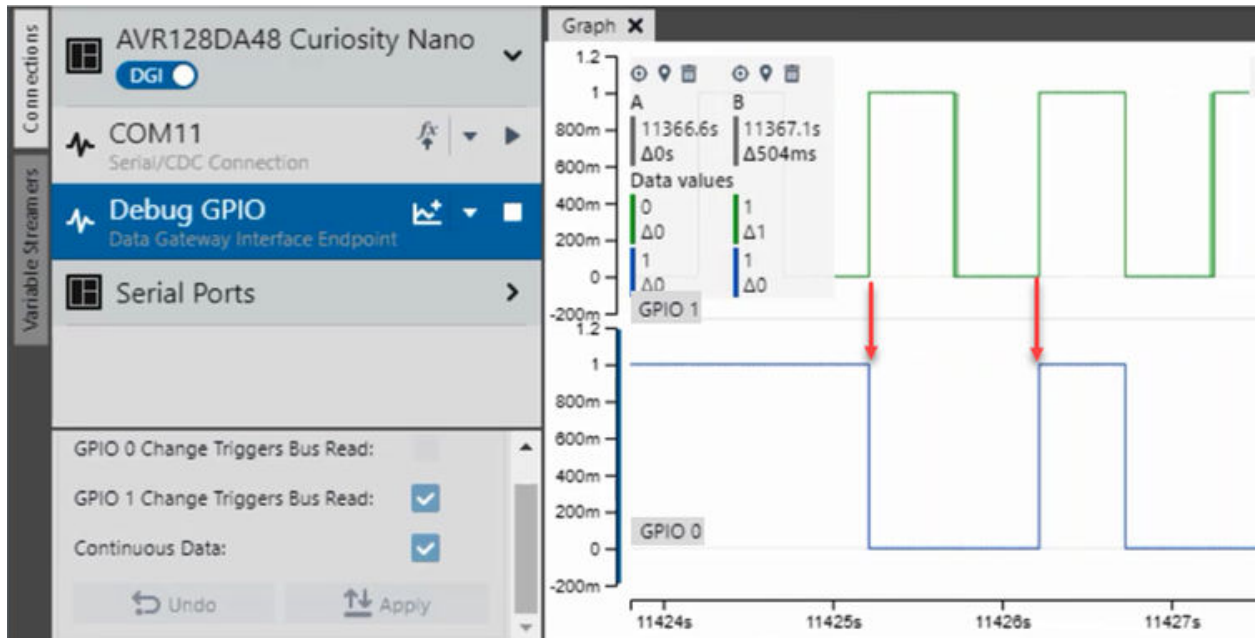 Connections
Variable Streamers
AVR128DA48 Curiosity Nano
DGI
COM11
fx
Serial/CDC Connection
Debug GPIO
Data Gateway Interface Endpoint
Serial Ports
GPIO 0 Change Triggers Bus Read:
GPIO 1 Change Triggers Bus Read:
Continuous Data:
Undo
Apply
Graph
1.2
1
800m
600m
400m
200m
0
-200m
A
11366.6s
Δ0s
B
11367.1s
Δ504ms
Data values
0
Δ0
1
Δ1
1
Δ0
1
Δ0
GPIO 1
1.2
1
800m
600m
400m
200m
0
-200m
GPIO 0
11424s
11425s
11426s
11427s